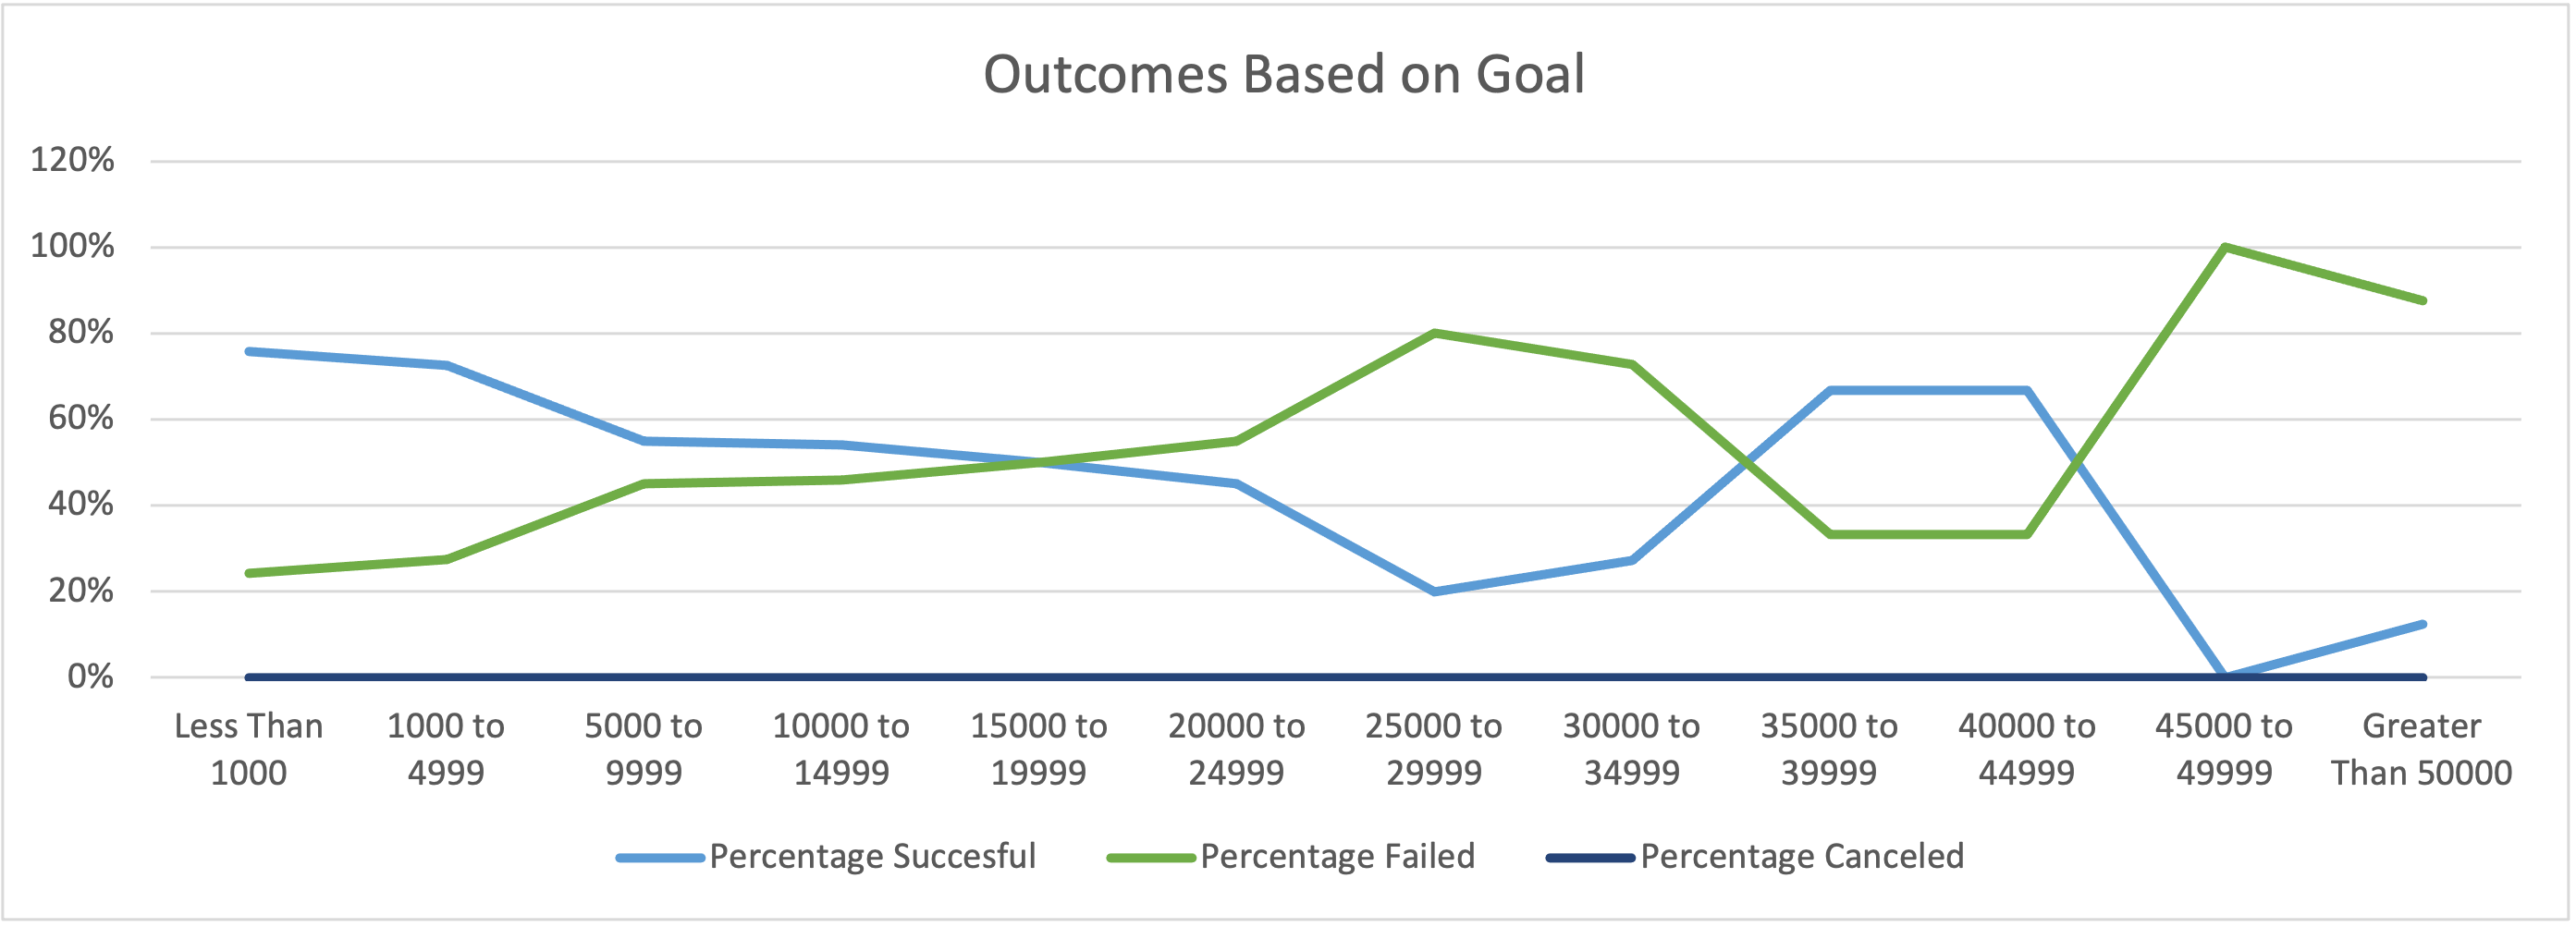 Outcomes Based on Goal
120%
100%
80%
60%
40%
20%
0%
Less Than 1000
1000 to 4999
5000 to 9999
10000 to 14999
15000 to 19999
20000 to 24999
25000 to 29999
30000 to 34999
35000 to 39999
40000 to 44999
45000 to 49999
Greater Than 50000
Percentage Succesful
Percentage Failed
Percentage Canceled